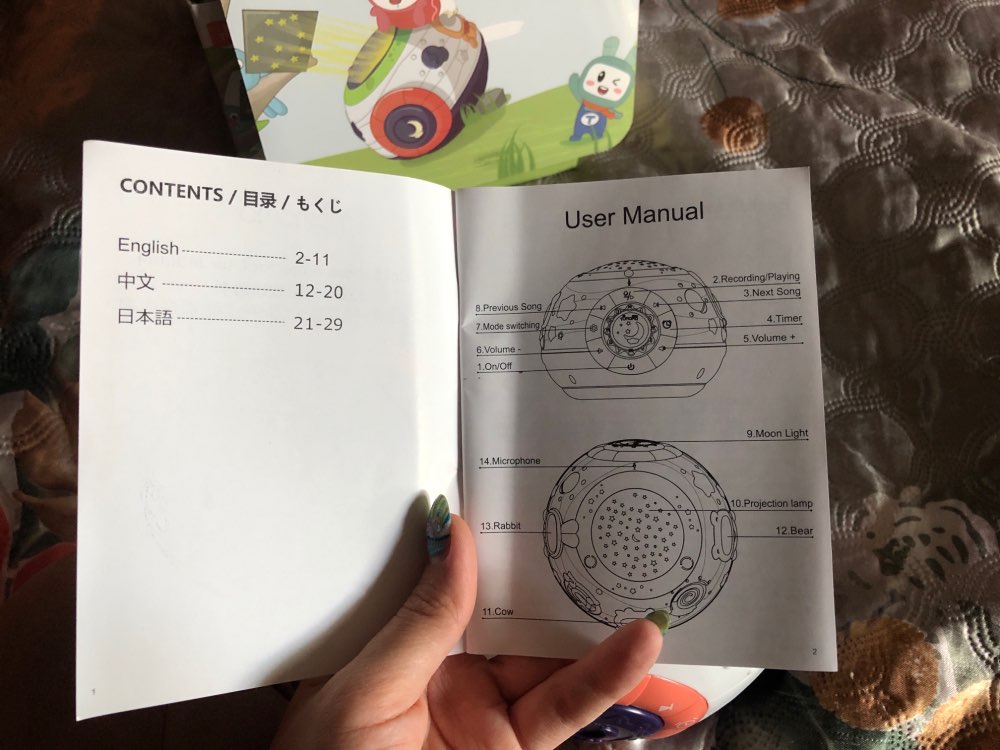 T
CONTENTS / 目录 / もくじ
English 2-11
中文 12-20
日本語 21-29
1
User Manual
2.Recording/Playing
8.Previous Song
3.Next Song
7.Mode switching
4.Timer
6.Volume -
5.Volume +
1.On/Off
9.Moon Light
14.Microphone
10.Projection lamp
13.Rabbit
12.Bear
11.Cow
2